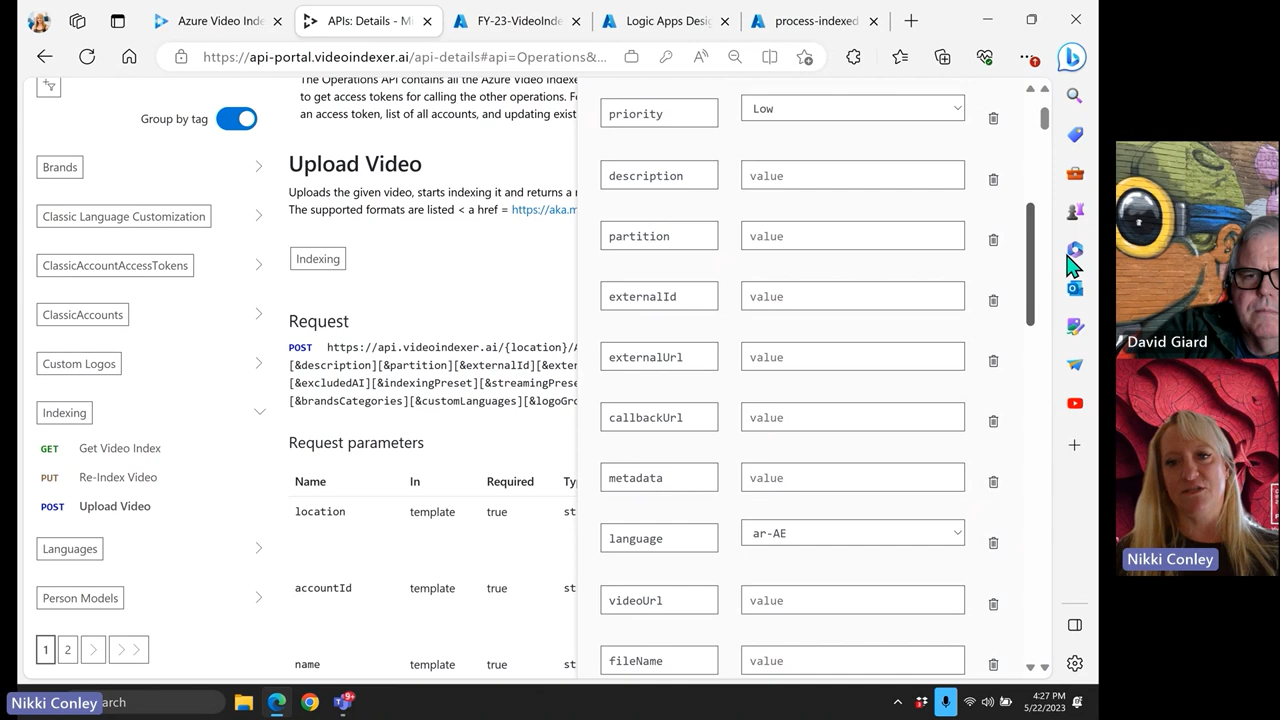 Azure Video Inde
APIs: Details - Mi
FY-23-VideoInde
Logic Apps Desi
process-indexed
https://api-portal.videoindexer.ai/api-details#api=Operations&...
The Operations API contains all the Azure Video Indexe
to get access tokens for calling the other operations. Fo
an access token, list of all accounts, and updating exist
Group by tag
Brands
Classic Language Customization
ClassicAccountAccessTokens
ClassicAccounts
Custom Logos
Indexing
GET Get Video Index
PUT Re-Index Video
POST Upload Video
Languages
Person Models
1 2
Upload Video
Uploads the given video, starts indexing it and returns a n
The supported formats are listed < a href = https://aka.m
Indexing
Request
POST https://api.videoindexer.ai/{location}/A
[&description][&partition][&externalId][&exter
[&excludedAI][&indexingPreset][&streamingPrese
[&brandsCategories][&customLanguages][&logoGro
Request parameters
Name In Required Ty
location template true st
accountId template true st
name template true st
priority Low
description value
partition value
externalId value
externalUrl value
callbackUrl value
metadata value
language ar-AE
videoUrl value
fileName value
David Giard
Nikki Conley
Nikki Conley
arch
9+
4:27 PM
5/22/2023